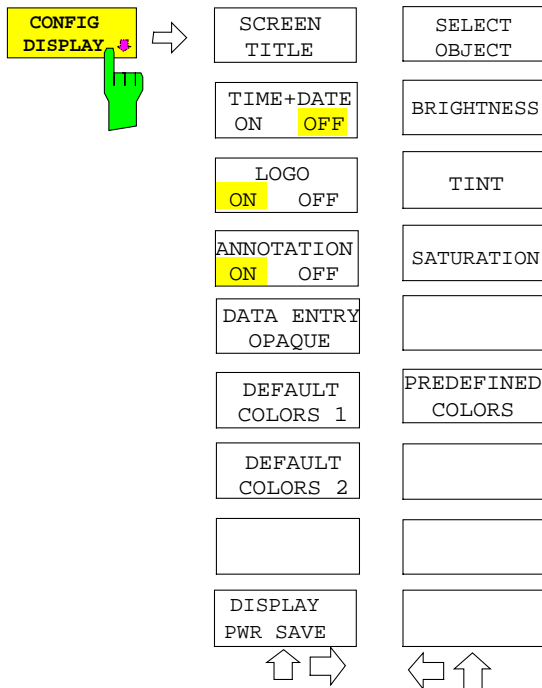 CONFIG
DISPLAY
SCREEN
TITLE
TIME+DATE
ON OFF
LOGO
ON OFF
ANNOTATION
ON OFF
DATA ENTRY
OPAQUE
DEFAULT
COLORS 1
DEFAULT
COLORS 2
DISPLAY
PWR SAVE
SELECT
OBJECT
BRIGHTNESS
TINT
SATURATION
PREDEFINED
COLORS